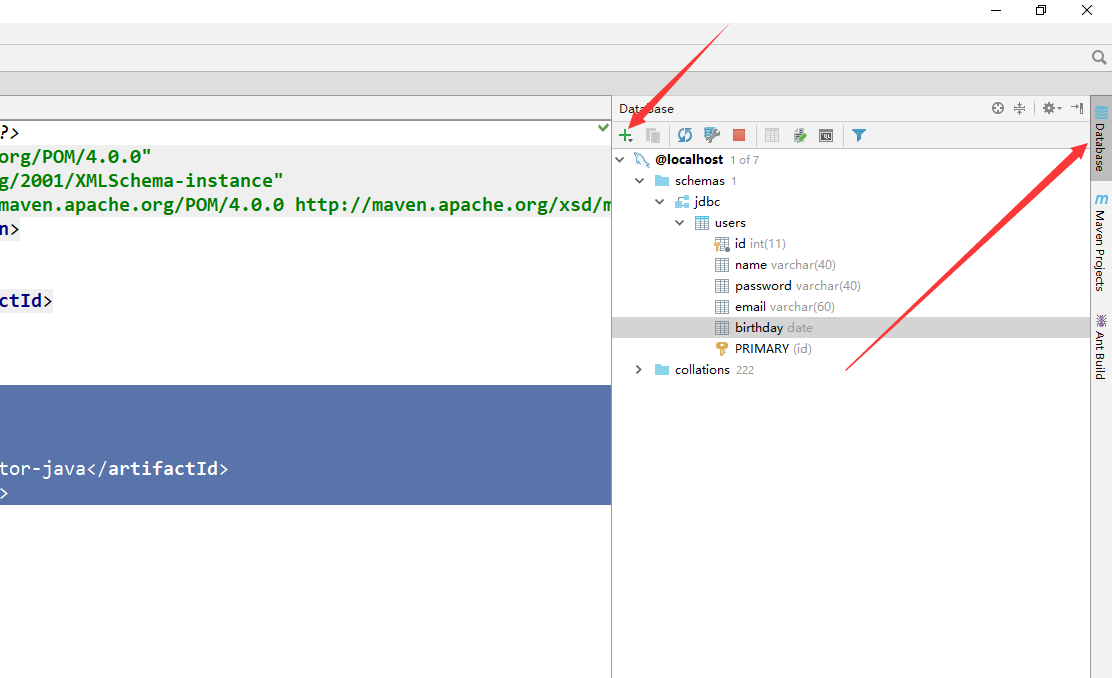 ?>
org/POM/4.0.0"
g/2001/XMLSchema-instance"
maven.apache.org/POM/4.0.0 http://maven.apache.org/xsd/m
n>
ctId>
tor-java</artifactId>
>
Database
@localhost 1 of 7
schemas 1
jdbc
users
id int(11)
name varchar(40)
password varchar(40)
email varchar(60)
birthday date
PRIMARY (id)
collations 222
Database
m Maven Projects
Ant Build